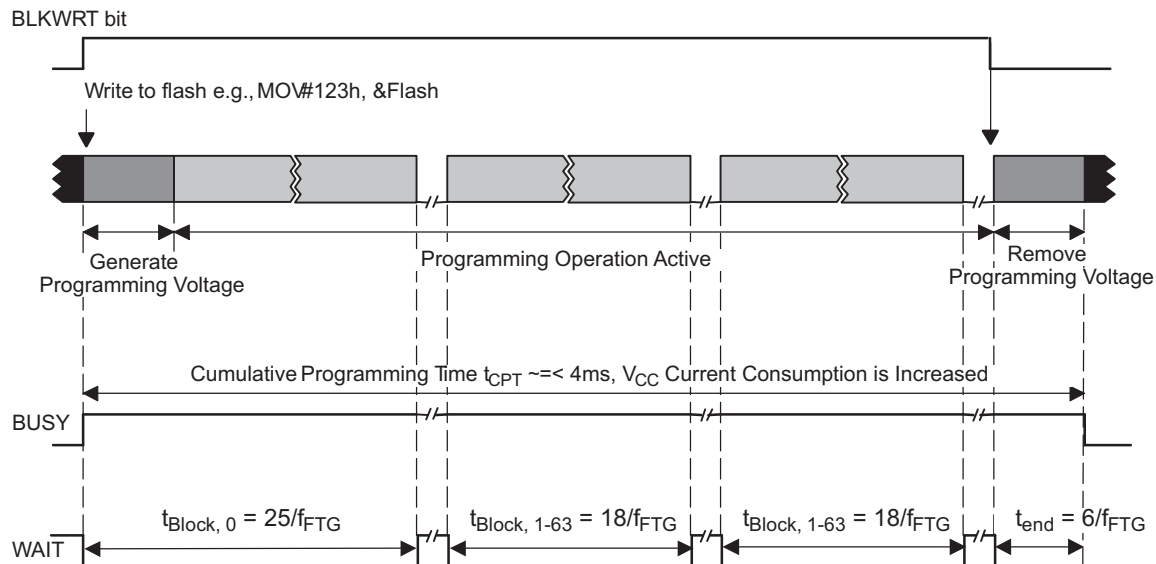 BLKWRT bit
Write to flash e.g., MOV#123h, &Flash
Generate
Programming Voltage
Programming Operation Active
Remove
Programming Voltage
Cumulative Programming Time tCPT ~=< 4ms, VCC Current Consumption is Increased
BUSY
tBlock, 0 = 25/fFTG
tBlock, 1-63 = 18/fFTG
tBlock, 1-63 = 18/fFTG
tend = 6/fFTG
WAIT